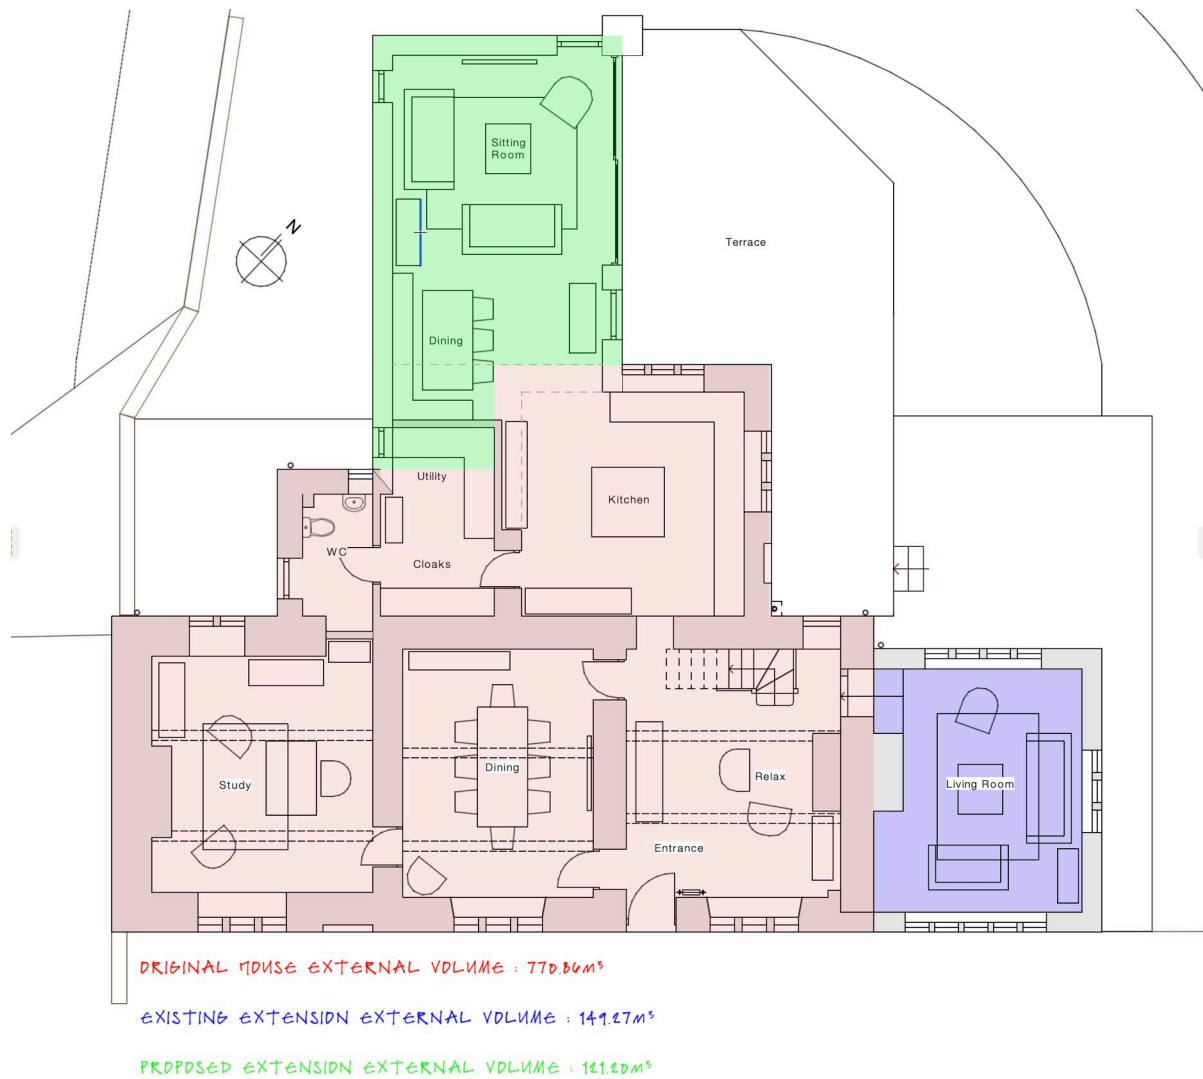 N
Sitting
Room
Terrace
Dining
Utility
Kitchen
WC
Cloaks
Study
Dining
Relax
Living Room
Entrance
ORIGINAL HOUSE EXTERNAL VOLUME : 770.86m³
EXISTING EXTENSION EXTERNAL VOLUME : 149.27m³
PROPOSED EXTENSION EXTERNAL VOLUME : 121.20m³